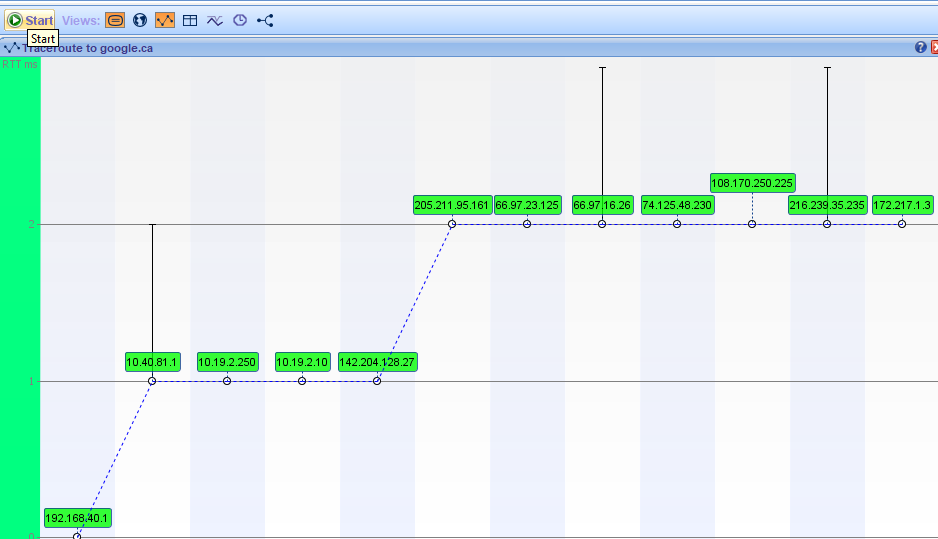 Start Views:
Start
Traceroute to google.ca
RTT ms
108.170.250.225
205.211.95.161 66.97.23.125 66.97.16.26 74.125.48.230 216.239.35.235 172.217.1.3
2
10.40.81.1 10.19.2.250 10.19.2.10 142.204.128.27
1
192.168.40.1
0